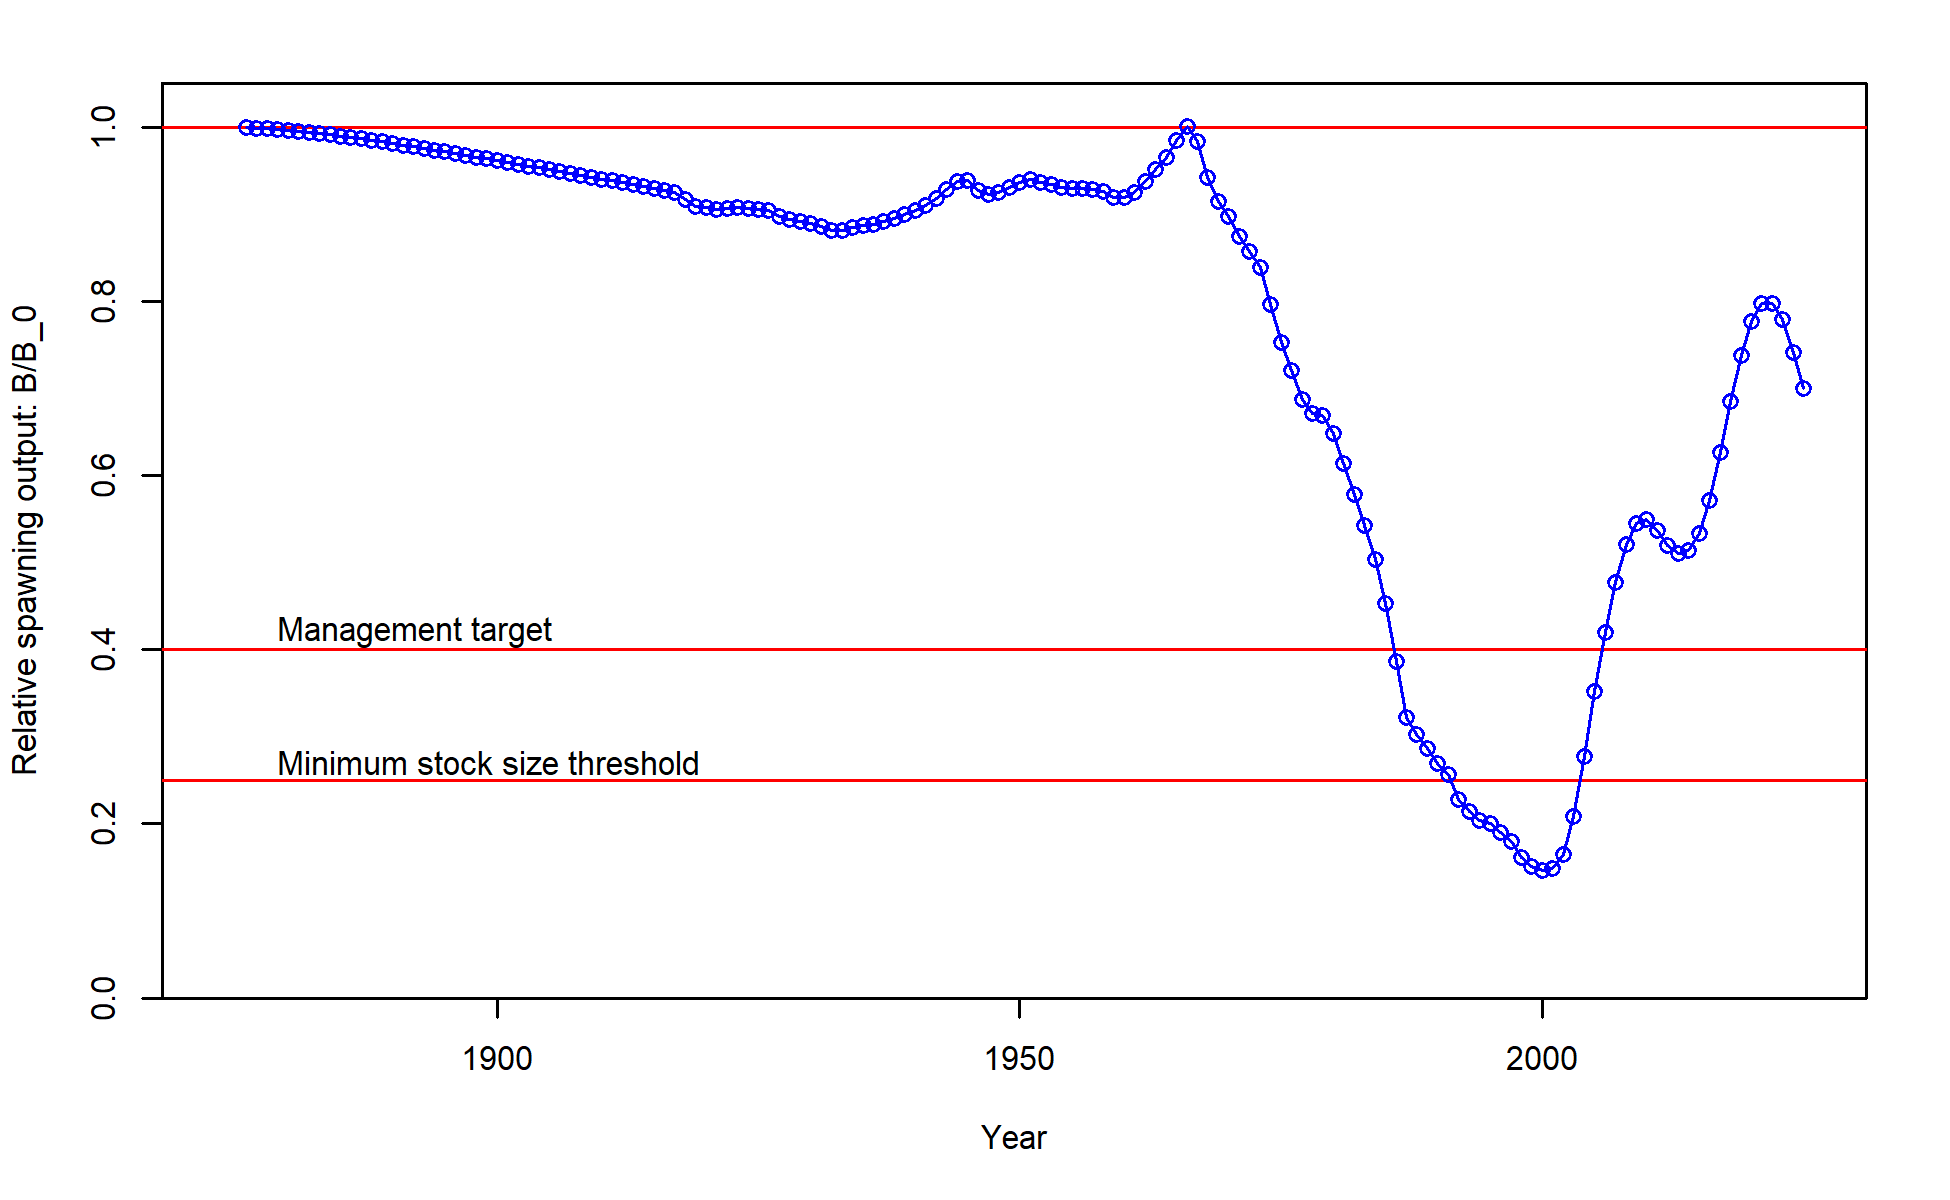 Relative spawning output: B/B_0
1.0
0.8
0.6
0.4
0.2
0.0
Management target
Minimum stock size threshold
1900 1950 2000
Year